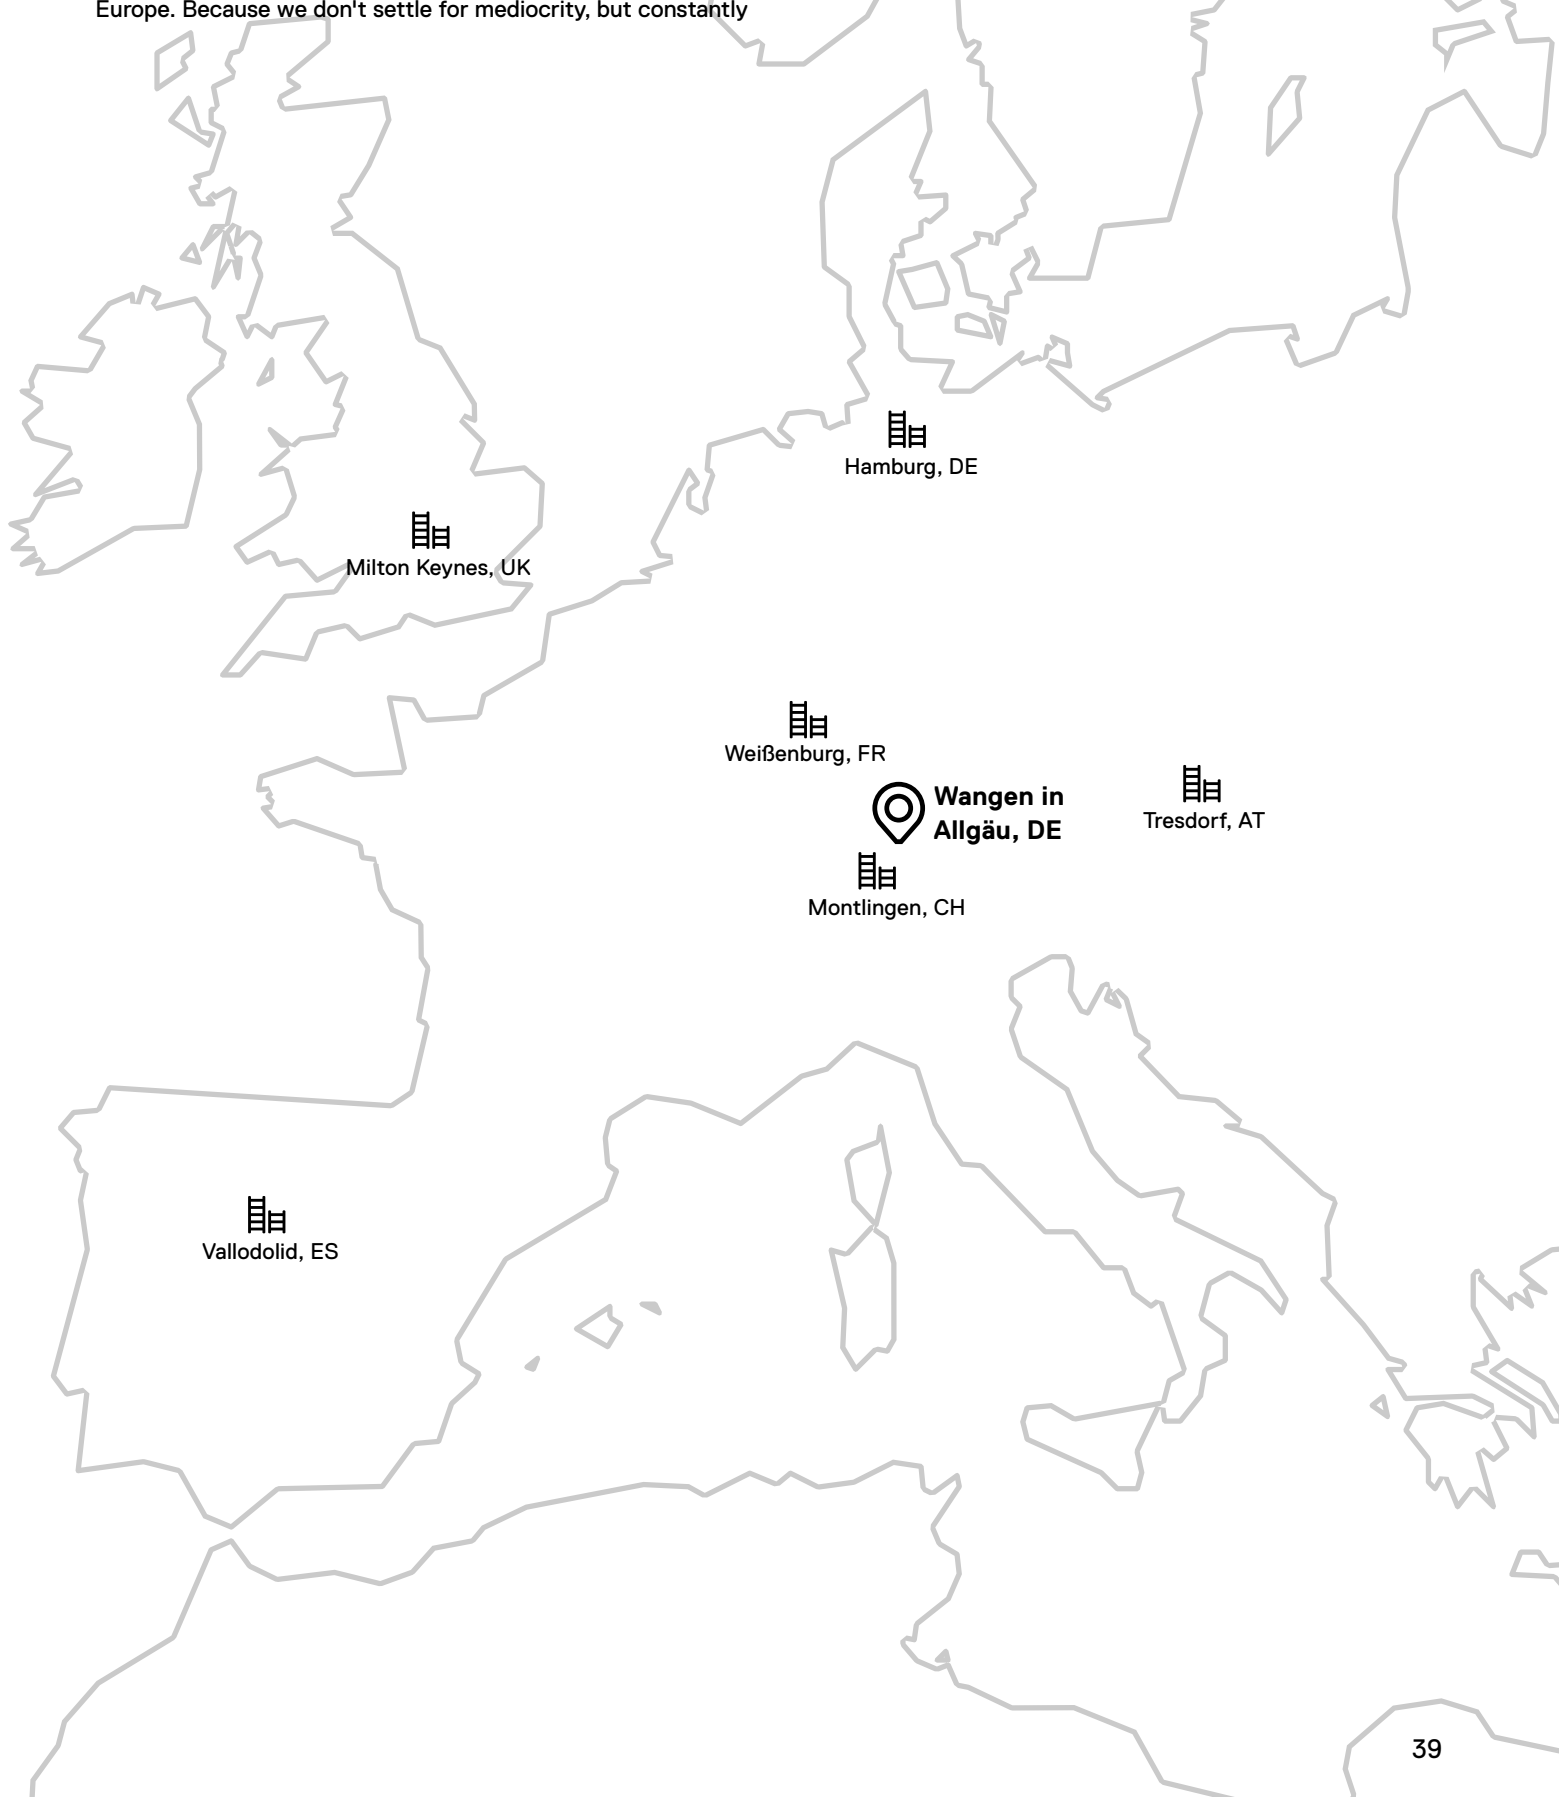 Europe. Because we don't settle for mediocrity, but constantly
Hamburg, DE
Milton Keynes, UK
Weißenburg, FR
Wangen in
Allgäu, DE
Tresdorf, AT
Montlingen, CH
Vallodolid, ES
39